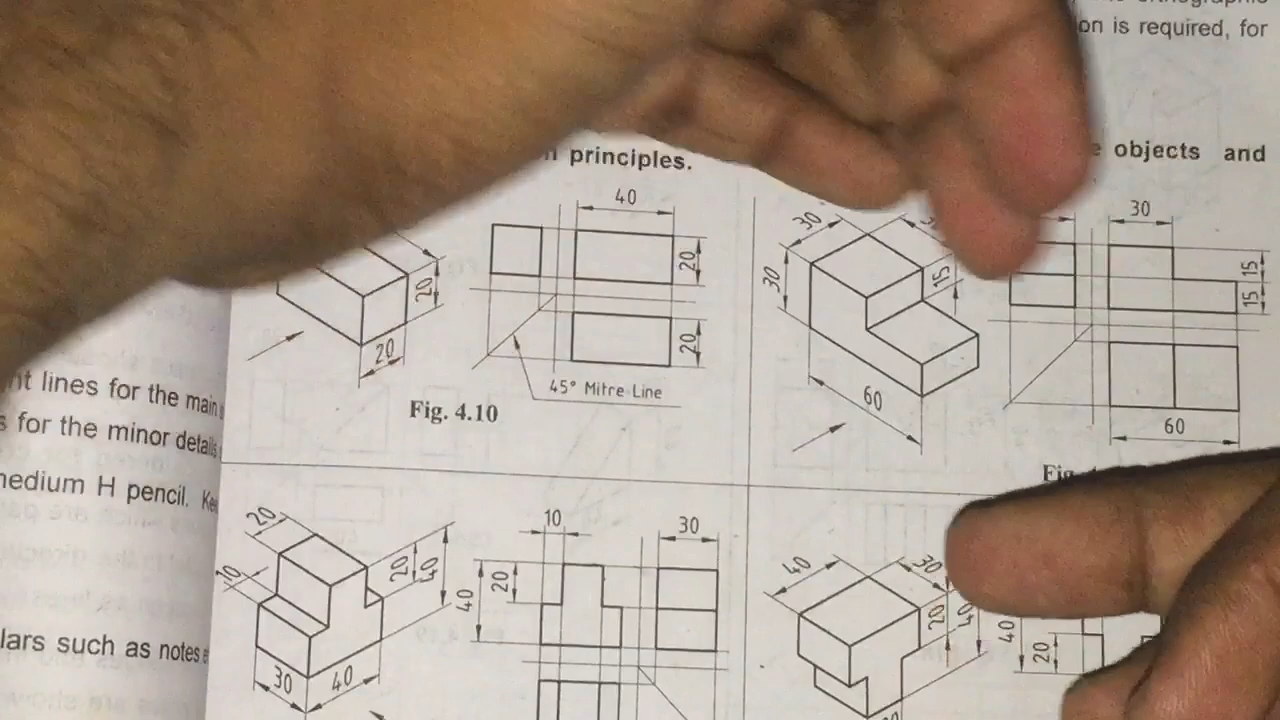 orthographic
on is required, for
principles.
objects and
40
20
20
20
20
45° Mitre Line
Fig. 4.10
30
30
15
60
30
15
15
60
Fig.
nt lines for the main
s for the minor details
medium H pencil.
lars such as notes
20
10
20
40
30
40
10
20
40
30
40
30
20
40
40
20